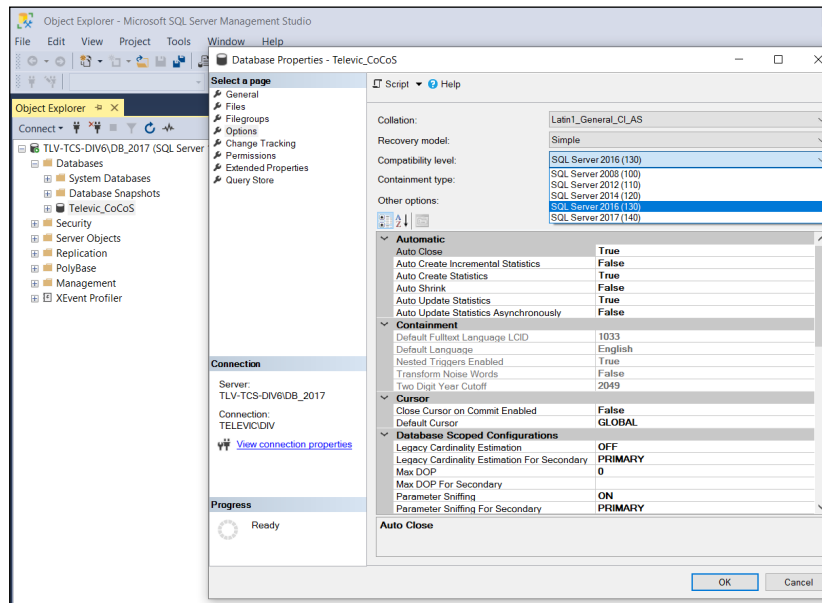 Object Explorer - Microsoft SQL Server Management Studio
File Edit View Project Tools Window Help
Object Explorer
Connect
TLV-TCS-DIV6\DB_2017 (SQL Server
Databases
System Databases
Database Snapshots
Televic_CoCoS
Security
Server Objects
Replication
PolyBase
Management
XEvent Profiler
Database Properties - Televic_CoCoS
Select a page
General
Files
Filegroups
Options
Change Tracking
Permissions
Extended Properties
Query Store
Connection
Server:
TLV-TCS-DIV6\DB_2017
Connection:
TELEVIC\DIV
View connection properties
Progress
Ready
Script Help
Collation: Latin1_General_CI_AS
Recovery model: Simple
Compatibility level: SQL Server 2016 (130)
Containment type:
Other options:
SQL Server 2008 (100)
SQL Server 2012 (110)
SQL Server 2014 (120)
SQL Server 2016 (130)
SQL Server 2017 (140)
Automatic
Auto Close True
Auto Create Incremental Statistics False
Auto Create Statistics True
Auto Shrink False
Auto Update Statistics True
Auto Update Statistics Asynchronously False
Containment
Default Fulltext Language LCID 1033
Default Language English
Nested Triggers Enabled True
Transform Noise Words False
Two Digit Year Cutoff 2049
Cursor
Close Cursor on Commit Enabled False
Default Cursor GLOBAL
Database Scoped Configurations
Legacy Cardinality Estimation OFF
Legacy Cardinality Estimation For Secondary PRIMARY
Max DOP 0
Max DOP For Secondary
Parameter Sniffing ON
Parameter Sniffing For Secondary PRIMARY
Auto Close
OK Cancel